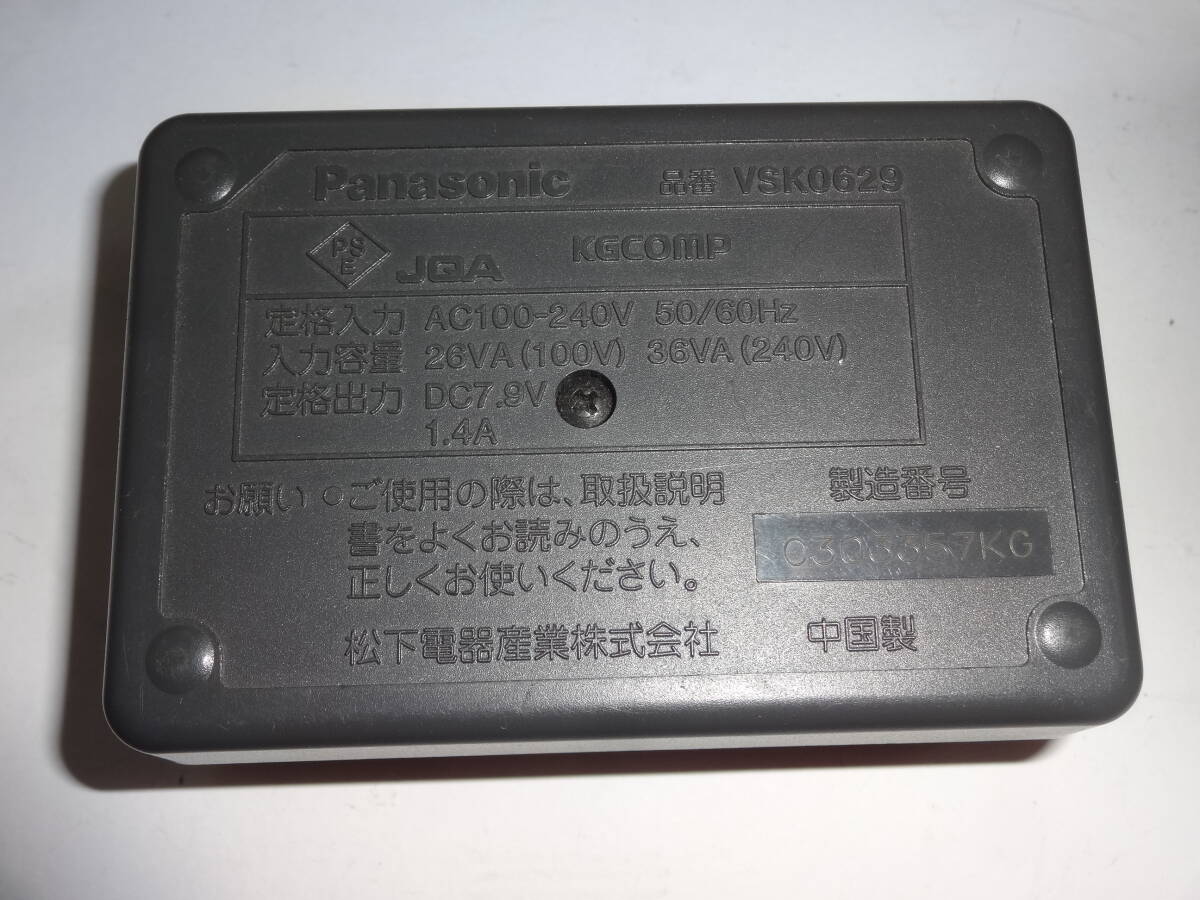 Panasonic 品番 VSK0629
PSE JQA KGCOMP
定格入力 AC100-240V 50/60Hz
入力容量 26VA(100V) 36VA(240V)
定格出力 DC7.9V
1.4A
お願い ○ご使用の際は、取扱説明
書をよくお読みのうえ、
正しくお使いください。
製造番号
0303357KG
松下電器産業株式会社 中国製